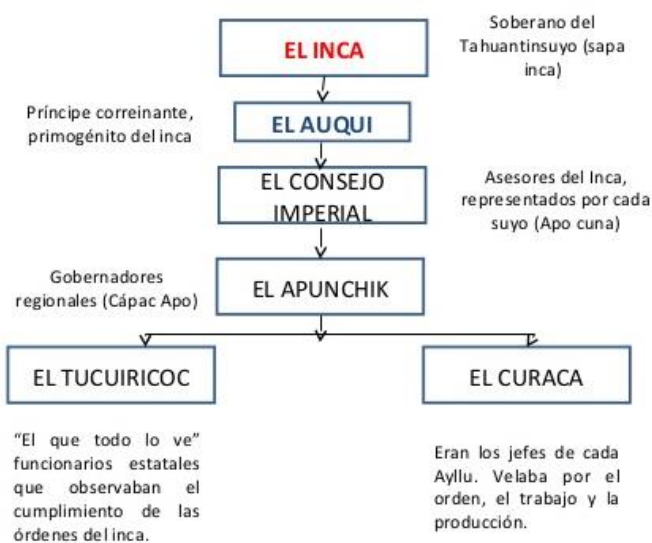 EL INCA
Soberano del
Tahuantinsuyo (sapa
inca)
Príncipe correinante,
primogénito del inca
EL AUQUI
EL CONSEJO
IMPERIAL
Asesores del Inca,
representados por cada
suyo (Apo cuna)
Gobernadores
regionales (Cápac Apo)
EL APUNCHIK
EL TUCUIRICOC
EL CURACA
"El que todo lo ve"
funcionarios estatales
que observaban el
cumplimiento de las
órdenes del inca.
Eran los jefes de cada
Ayllu. Velaba por el
orden, el trabajo y la
producción.